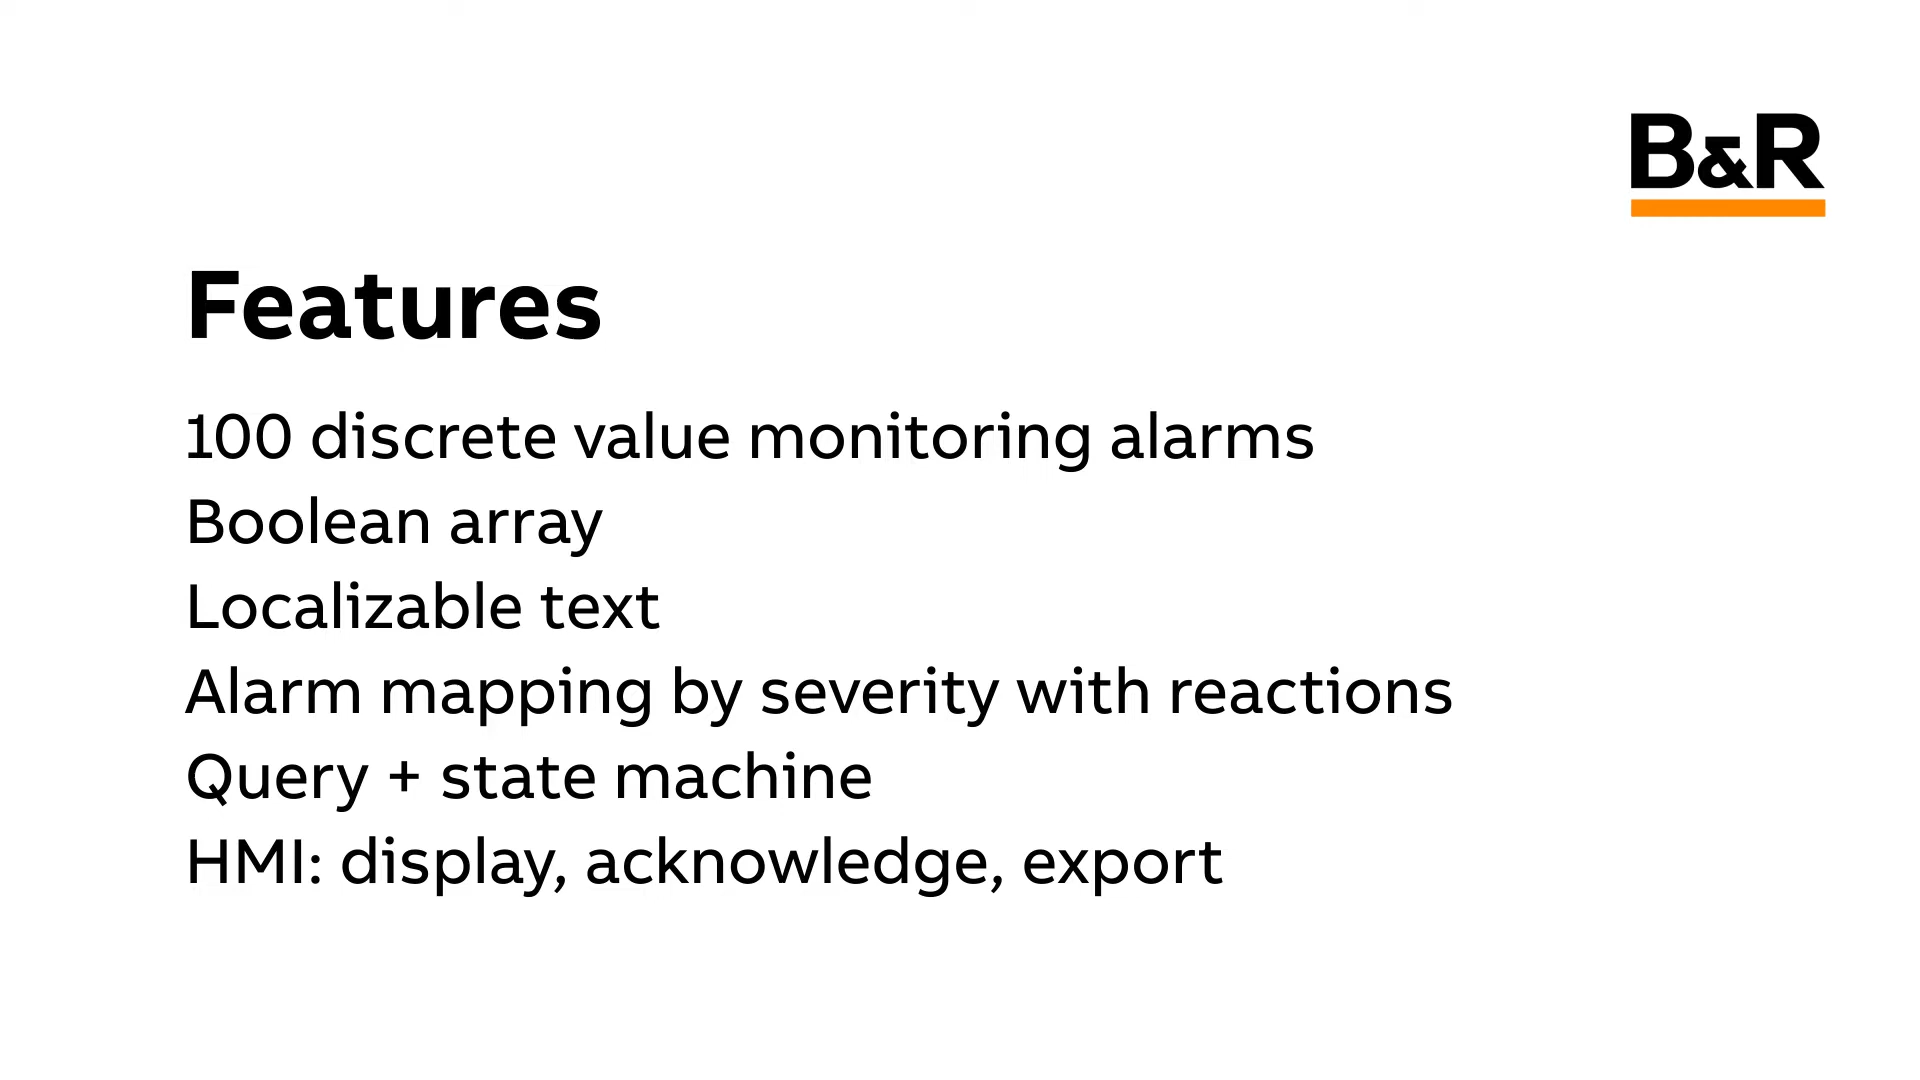 B&R
Features
100 discrete value monitoring alarms
Boolean array
Localizable text
Alarm mapping by severity with reactions
Query + state machine
HMI: display, acknowledge, export